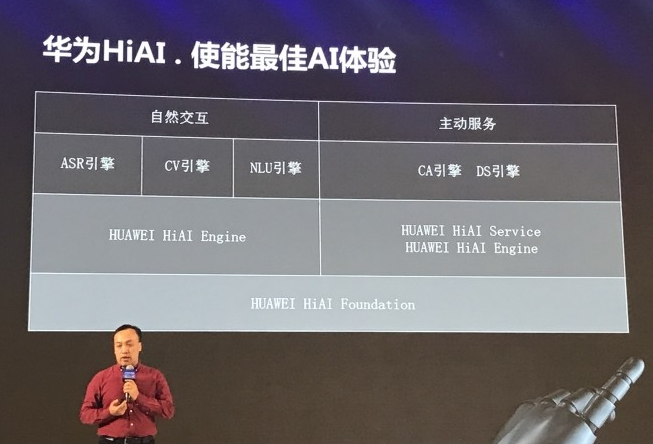 华为HiAI．使能最佳AI体验
自然交互
主动服务
ASR引擎
CV引擎
NLU引擎
CA引擎 DS引擎
HUAWEI HiAI Engine
HUAWEI HiAI Service
HUAWEI HiAI Engine
HUAWEI HiAI Foundation